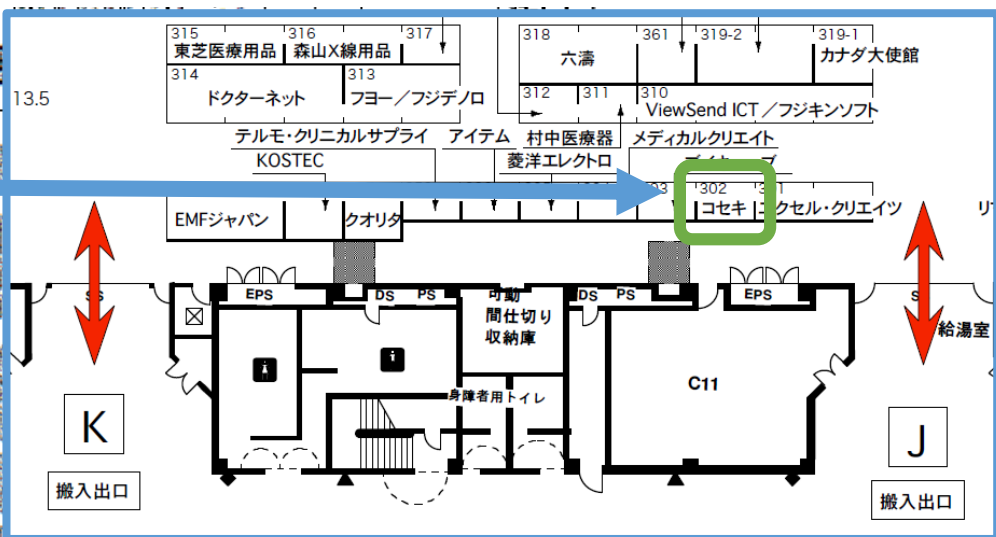 315 316 317 318 361 319-2 319-1
東芝医療用品 森山X線用品 六濤 カナダ大使館
314 313 312 311 310
13.5
ドクターネット フヨー/フジデノロ ViewSend ICT/フジキンソフト
テルモ・クリニカルサプライ アイテム 村中医療器 メディカルクリエイト
KOSTEC 菱洋エレクトロ
302
EMFジャパン クオリタ コセキ エクセル・クリエイツ
EPS DS PS 可動 DS PS EPS
間仕切り
収納庫
給湯室
C11
身障者用トイレ
K J
搬入出口 搬入出口